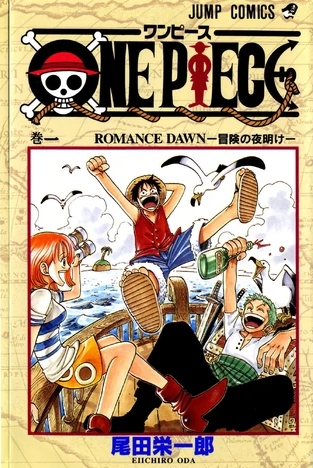 JUMP COMICS
ワンピース
ONE PIECE
巻一
ROMANCE DAWN―冒険の夜明け―
尾田栄一郎
EIICHIRO ODA